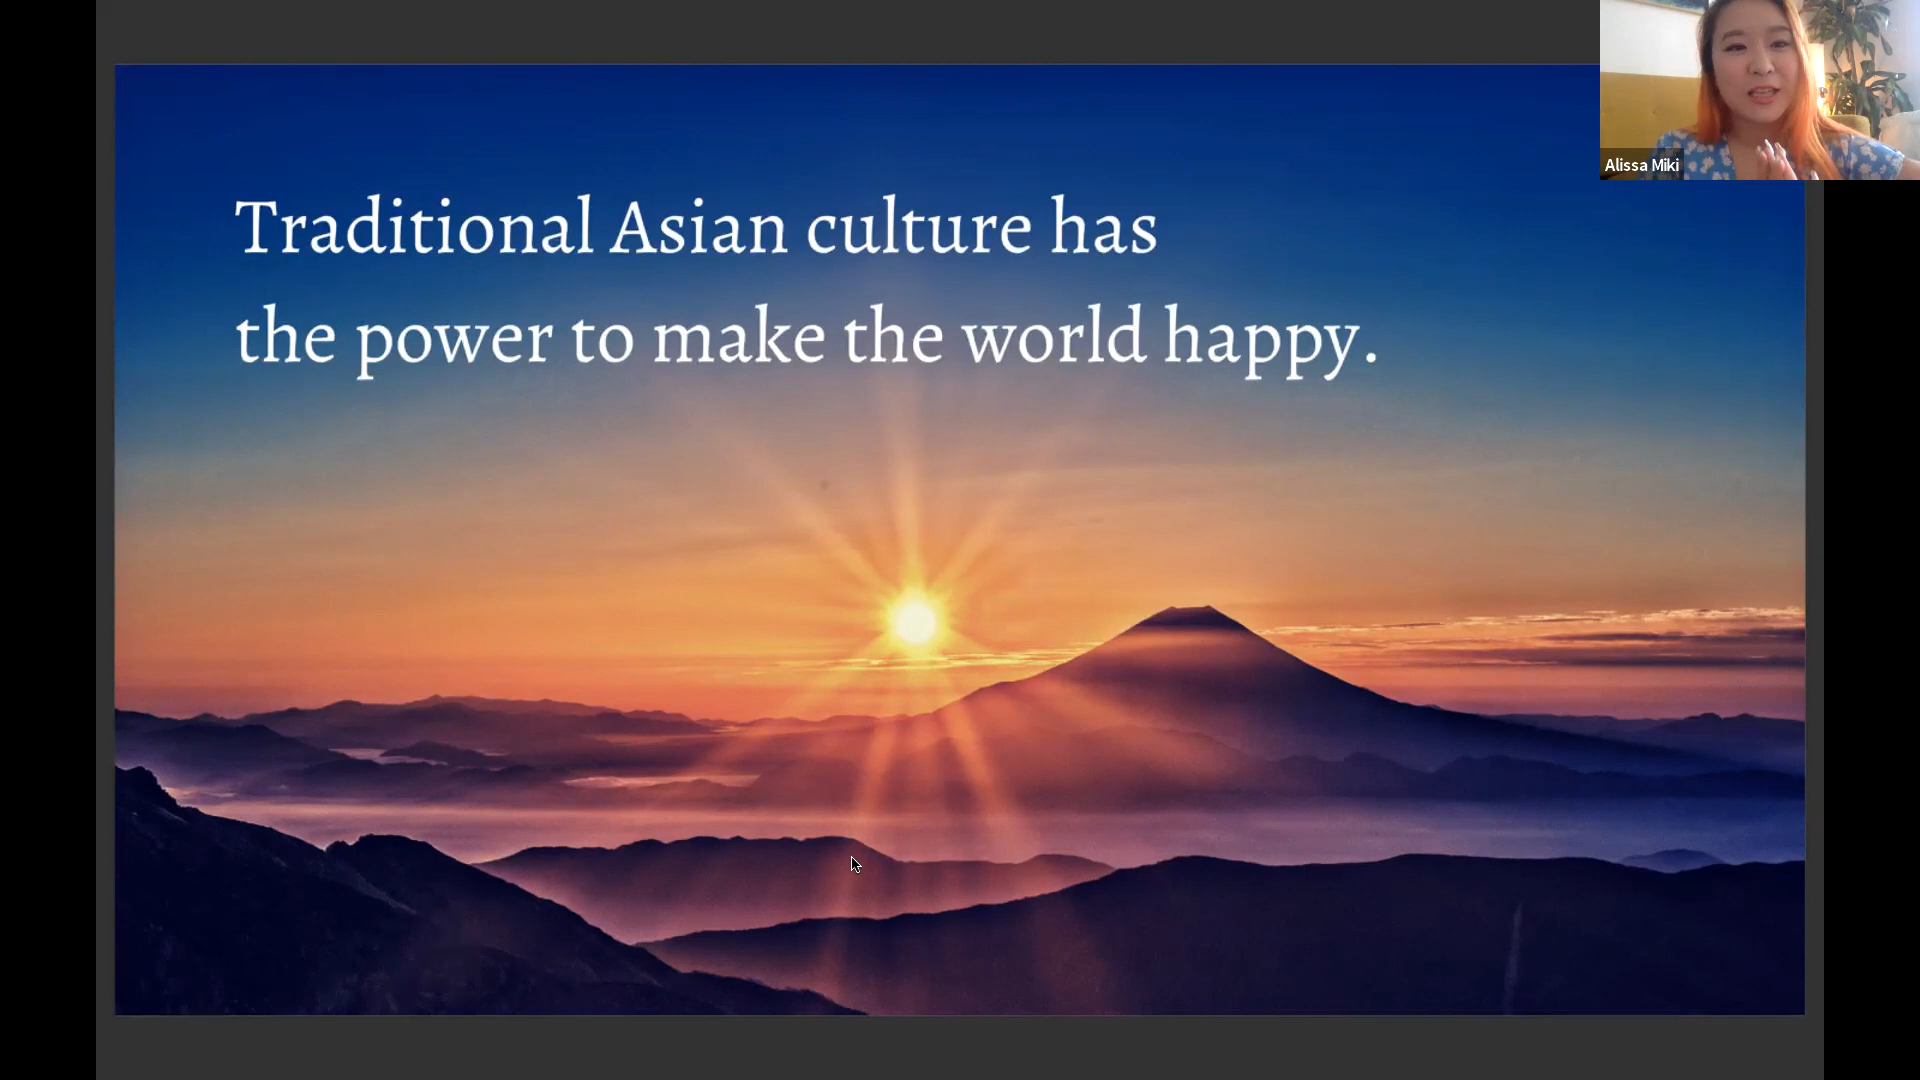 Traditional Asian culture has
the power to make the world happy.
Alissa Miki